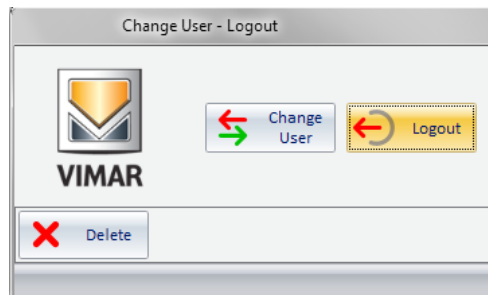 Change User - Logout
Change
User
Logout
VIMAR
Delete